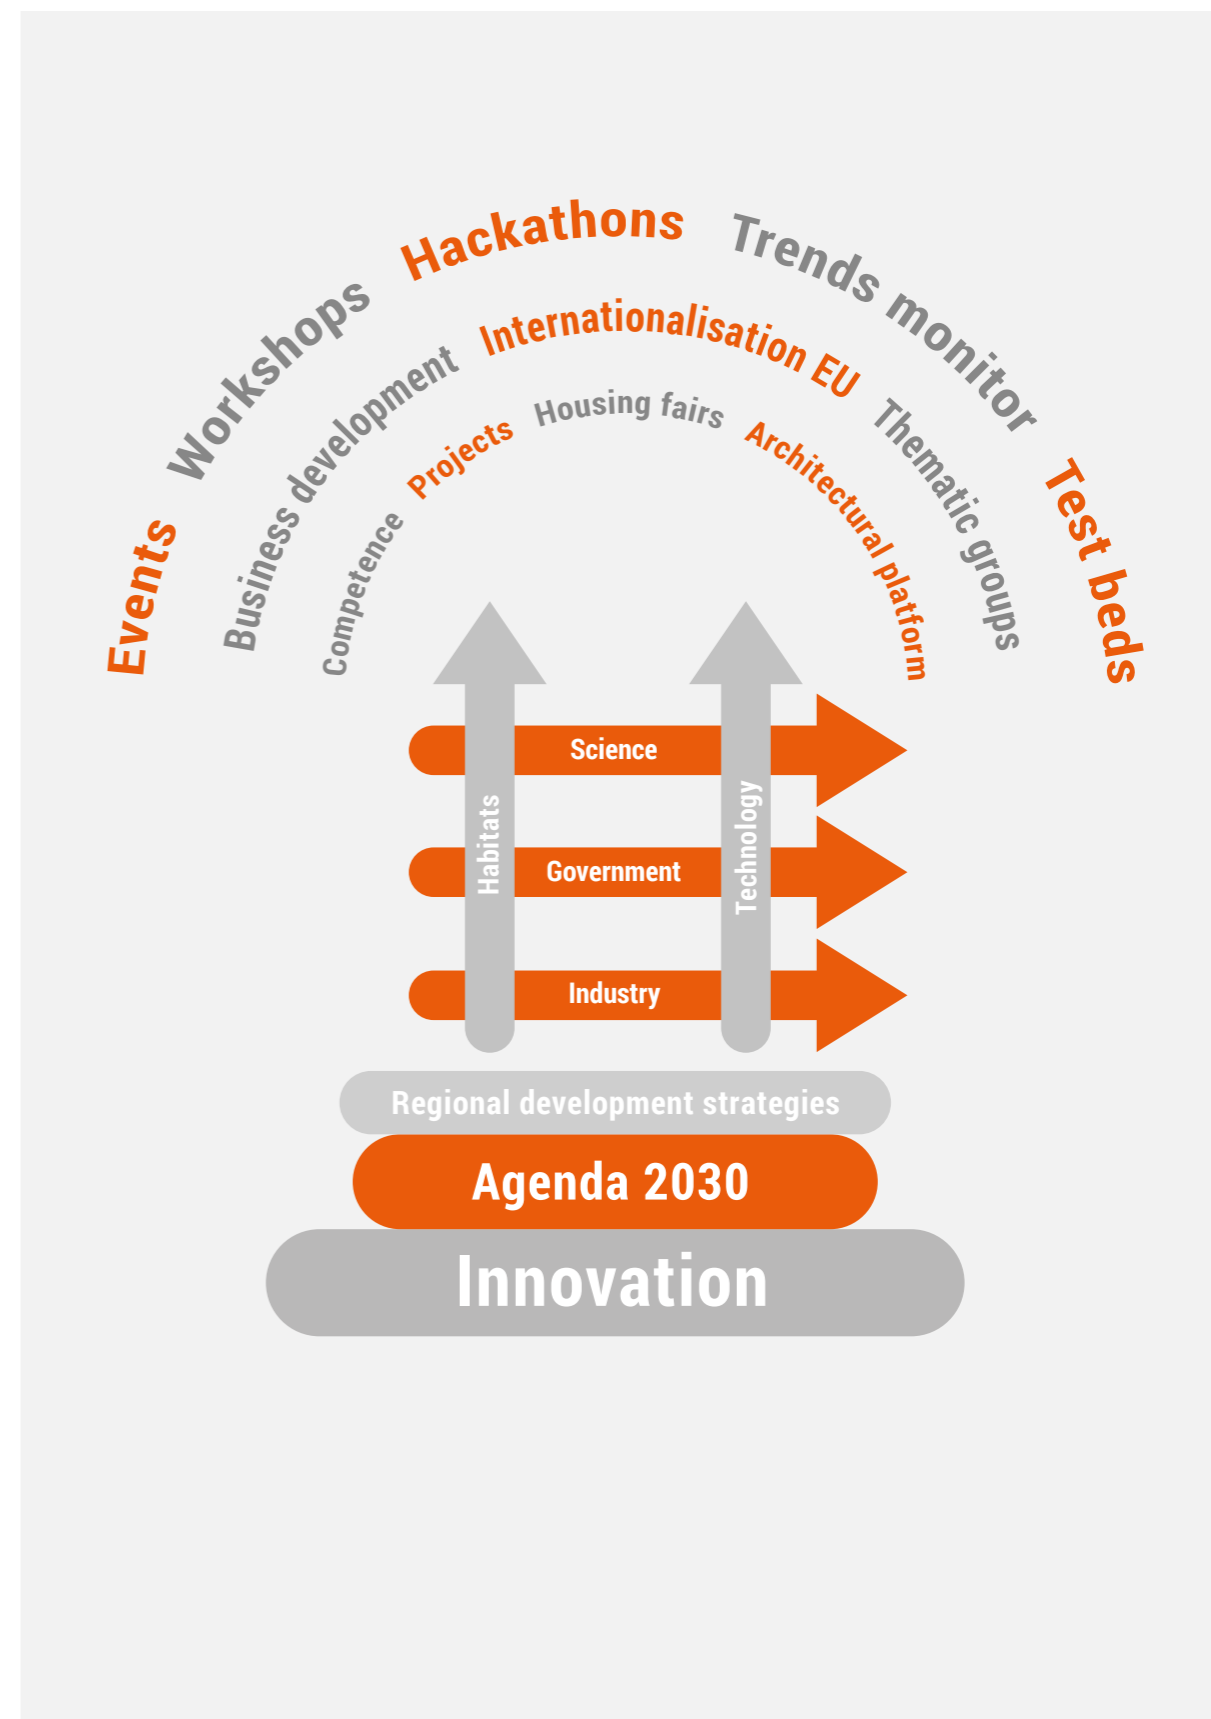 Events Workshops Hackathons Trends monitor Test beds
Business development Internationalisation EU Thematic groups
Competence Projects Housing fairs Architectural platform
Habitats
Technology
Science
Government
Industry
Regional development strategies
Agenda 2030
Innovation